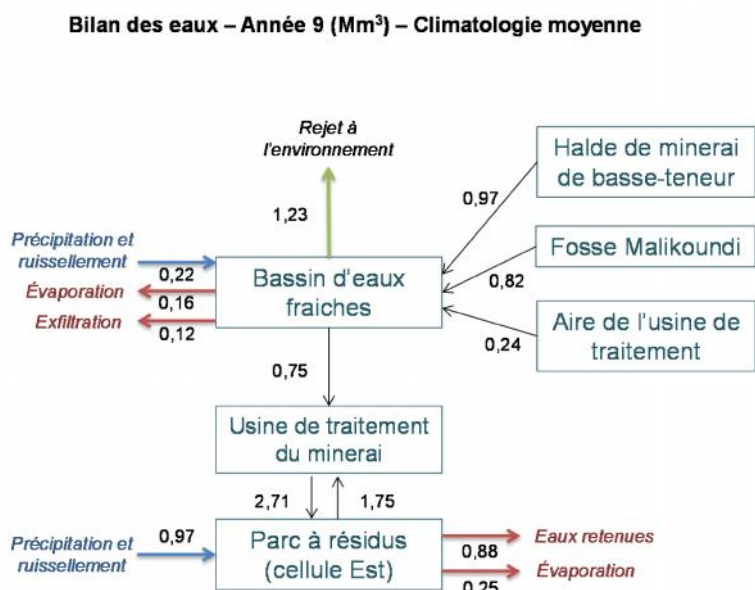 Bilan des eaux – Année 9 (Mm³) – Climatologie moyenne
Rejet à
l'environnement
Halde de minerai
de basse-teneur
0,97
1,23
Précipitation et
ruissellement
0,22
Bassin d'eaux
fraiches
Fosse Malikoundi
0,82
Évaporation
0,16
Exfiltration
0,12
Aire de l'usine de
traitement
0,24
0,75
Usine de traitement
du minerai
2,71
1,75
0,97
Précipitation et
ruissellement
Parc à résidus
(cellule Est)
Eaux retenues
0,88
Évaporation
0,25